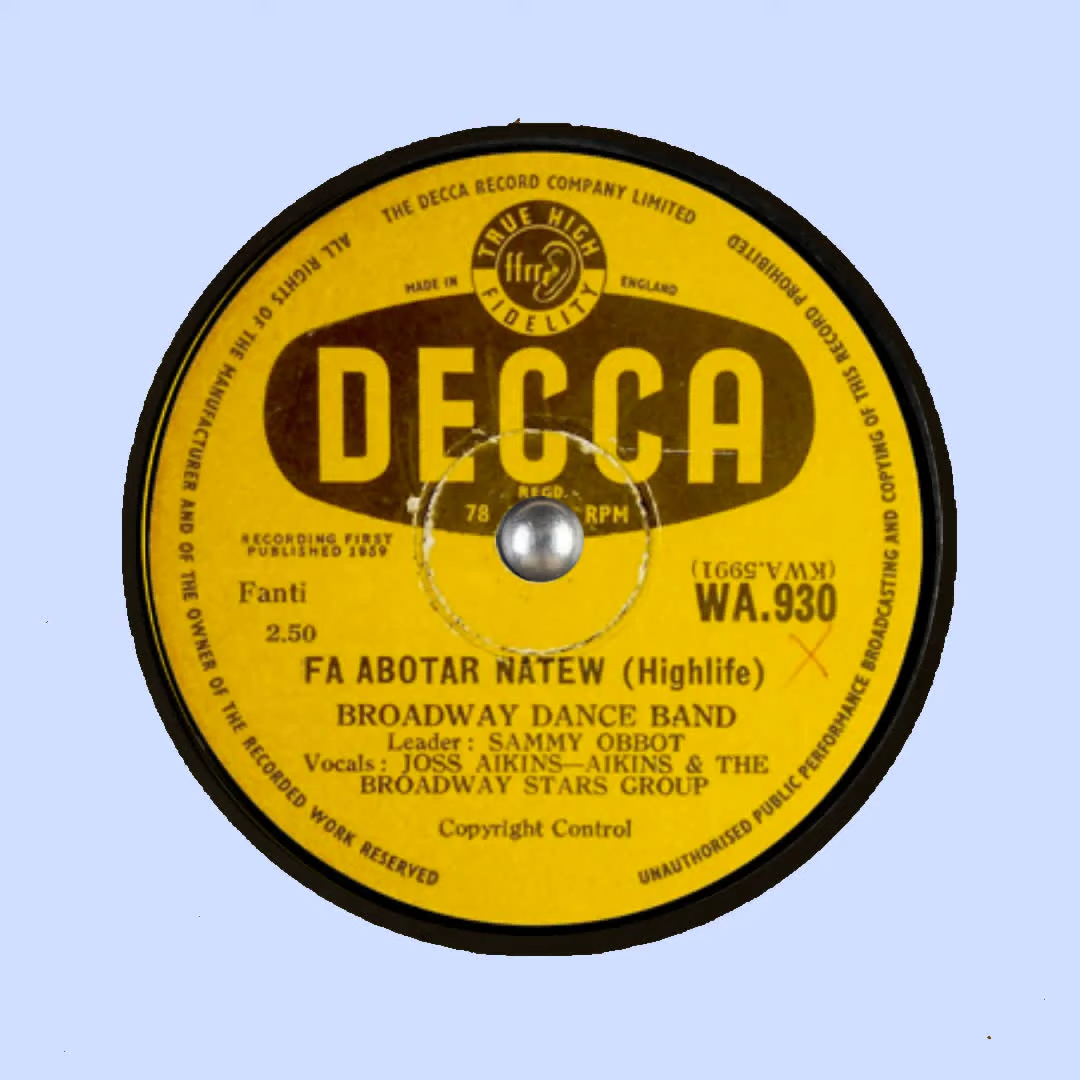 THE DECCA RECORD COMPANY LIMITED
ALL RIGHTS OF THE MANUFACTURER AND OF THE OWNER OF THE RECORDED WORK RESERVED
UNAUTHORISED PUBLIC PERFORMANCE BROADCASTING AND COPYING OF THIS RECORD PROHIBITED
TRUE HIGH
ffrr
FIDELITY
MADE IN ENGLAND
DECCA
REGD.
78 RPM
RECORDING FIRST
PUBLISHED 1959
(KWA.5991)
Fanti
WA.930
2.50
FA ABOTAR NATEW (Highlife)
BROADWAY DANCE BAND
Leader : SAMMY OBBOT
Vocals : JOSS AIKINS—AIKINS & THE
BROADWAY STARS GROUP
Copyright Control